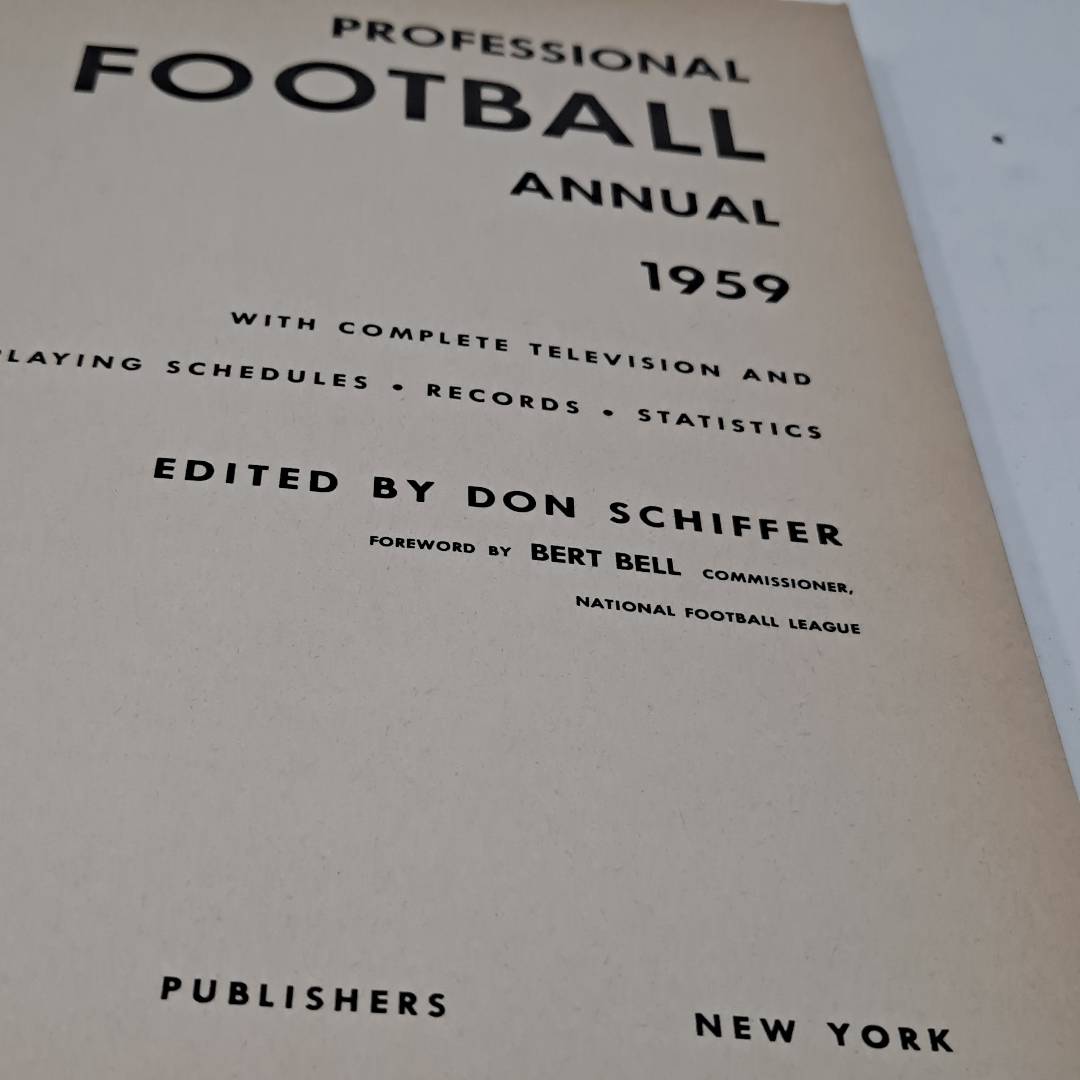 PROFESSIONAL
FOOTBALL
ANNUAL
1959
WITH COMPLETE TELEVISION AND
LAYING SCHEDULES • RECORDS • STATISTICS
EDITED BY DON SCHIFFER
FOREWORD BY BERT BELL COMMISSIONER,
NATIONAL FOOTBALL LEAGUE
PUBLISHERS NEW YORK